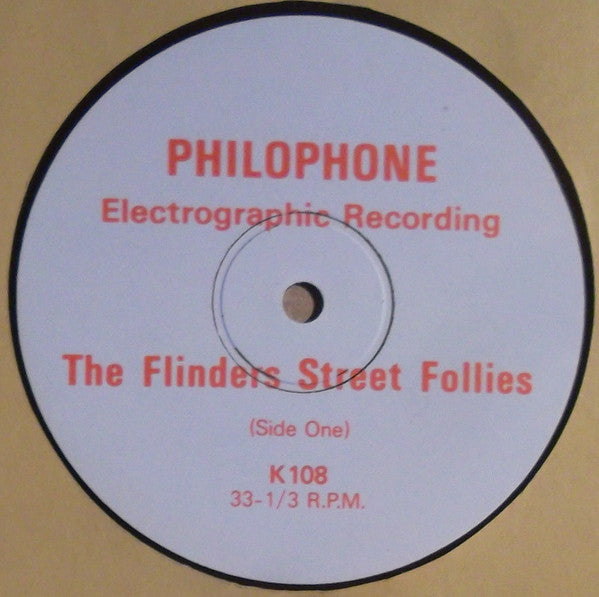 PHILOPHONE
Electrographic Recording
The Flinders Street Follies
(Side One)
K108
33-1/3 R.P.M.